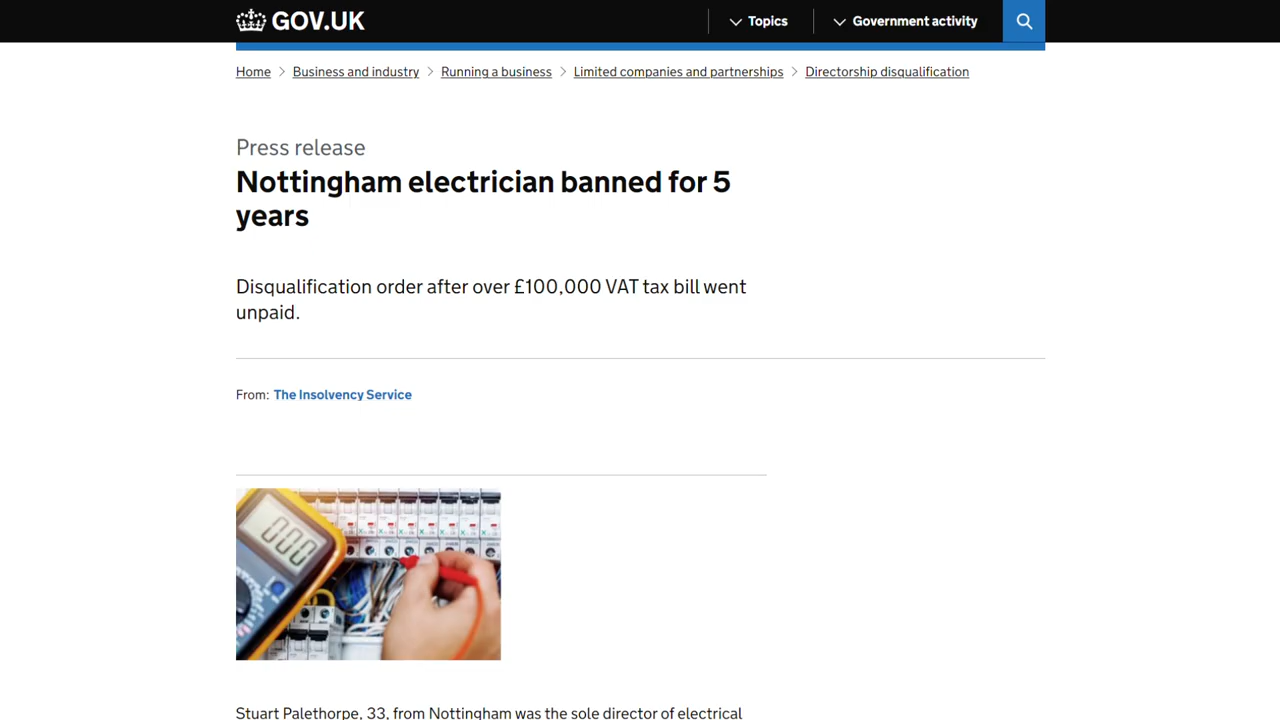 GOV.UK
Topics
Government activity
Home > Business and industry > Running a business > Limited companies and partnerships > Directorship disqualification
Press release
Nottingham electrician banned for 5
years
Disqualification order after over £100,000 VAT tax bill went
unpaid.
From: The Insolvency Service
000
Stuart Palethorpe, 33, from Nottingham was the sole director of electrical